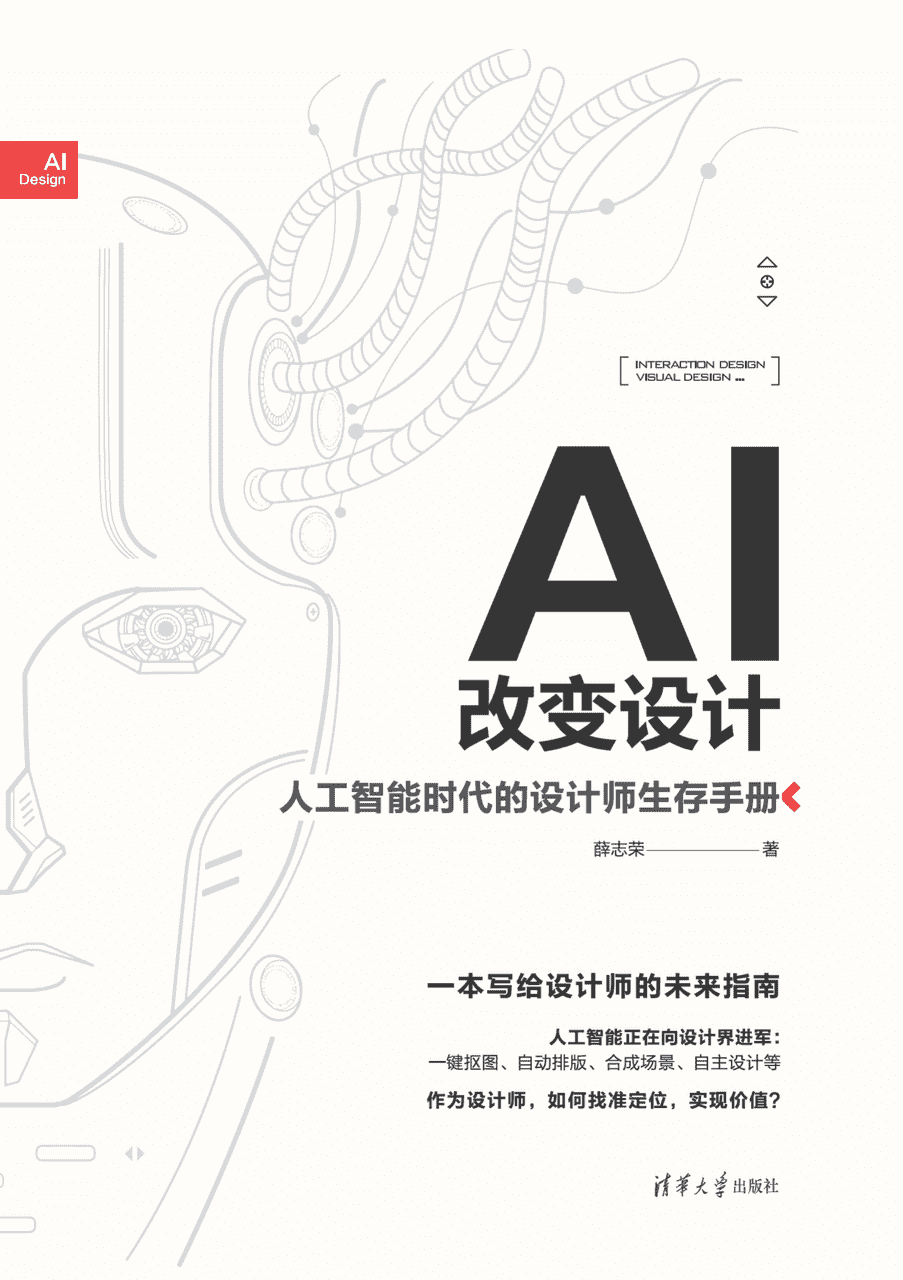 AI
Design
INTERACTION DESIGN
VISUAL DESIGN ...
AI
改变设计
人工智能时代的设计师生存手册
薛志荣 著
一本写给设计师的未来指南
人工智能正在向设计界进军：
一键抠图、自动排版、合成场景、自主设计等
作为设计师，如何找准定位，实现价值？
清华大学出版社